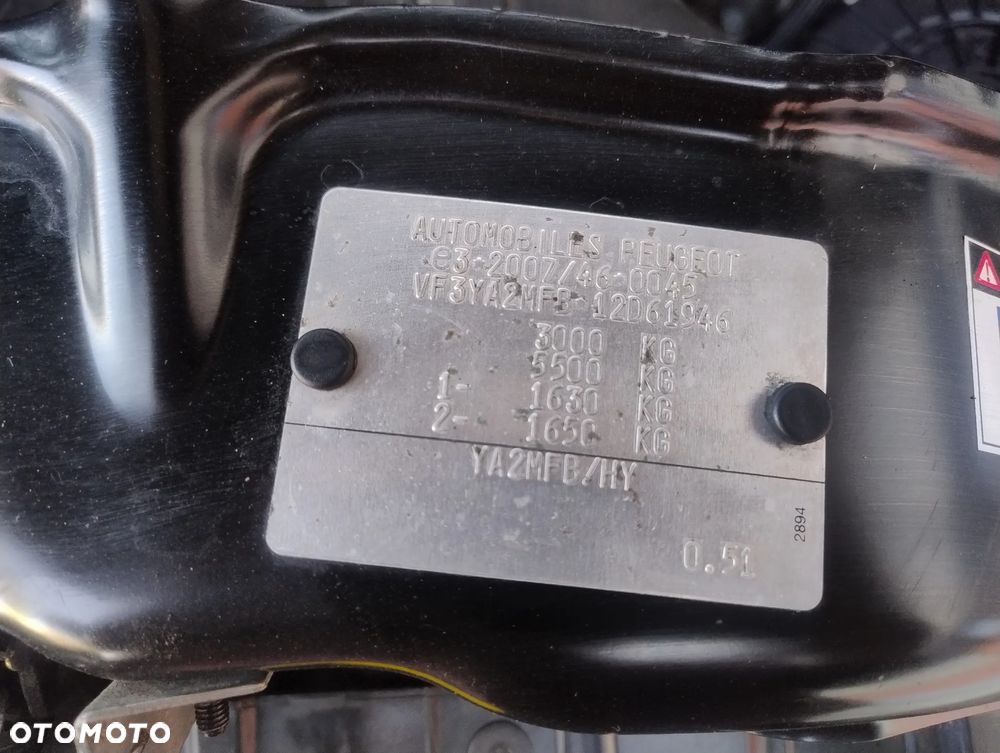 AUTOMOBILES PEUGEOT
e3*2007/46*0045
VF3YA2MFB 12D61946
3000 KG
5500 KG
1- 1630 KG
2- 1650 KG
YA2MFB/HY
2894
0.51
OTOMOTO